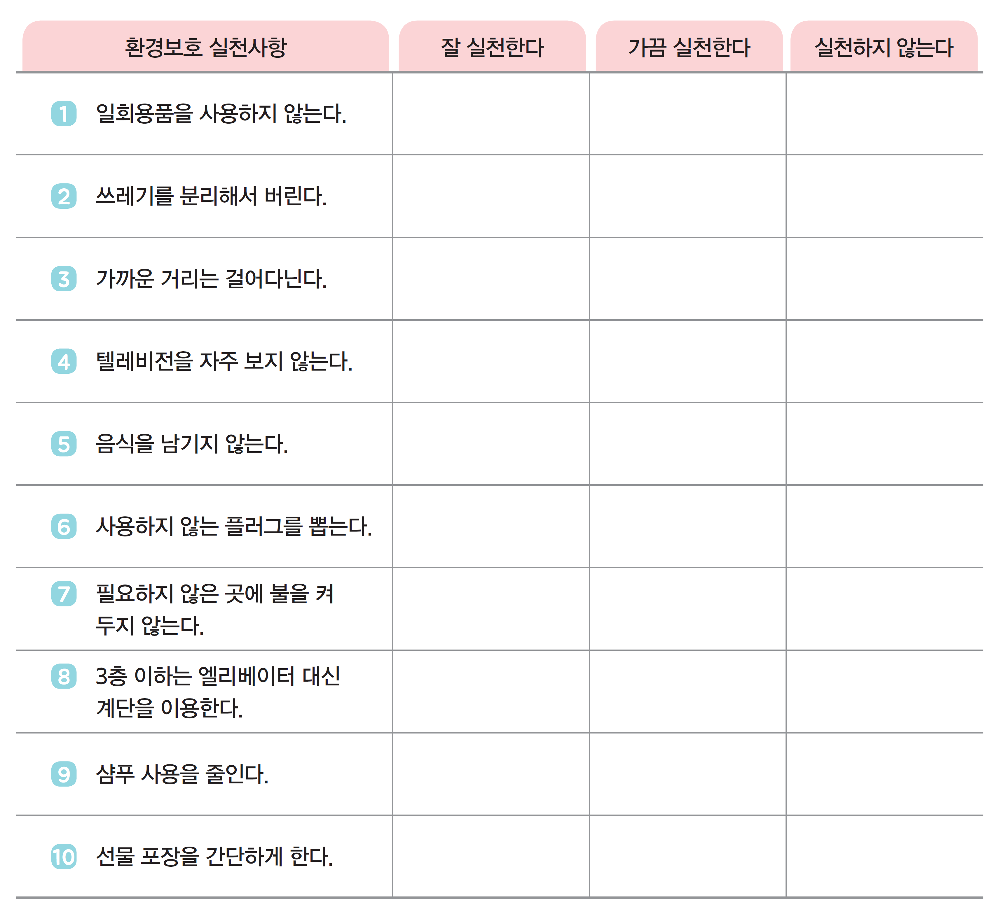 환경보호 실천사항 잘 실천한다 가끔 실천한다 실천하지 않는다
1 일회용품을 사용하지 않는다.
2 쓰레기를 분리해서 버린다.
3 가까운 거리는 걸어다닌다.
4 텔레비전을 자주 보지 않는다.
5 음식을 남기지 않는다.
6 사용하지 않는 플러그를 뽑는다.
7 필요하지 않은 곳에 불을 켜
두지 않는다.
8 3층 이하는 엘리베이터 대신
계단을 이용한다.
9 샴푸 사용을 줄인다.
10 선물 포장을 간단하게 한다.